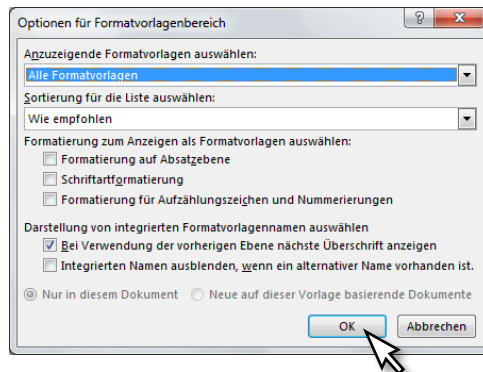 Optionen für Formatvorlagenbereich
Anzuzeigende Formatvorlagen auswählen:
Alle Formatvorlagen
Sortierung für die Liste auswählen:
Wie empfohlen
Formatierung zum Anzeigen als Formatvorlagen auswählen:
Formatierung auf Absatzebene
Schriftartformatierung
Formatierung für Aufzählungszeichen und Nummerierungen
Darstellung von integrierten Formatvorlagennamen auswählen
Bei Verwendung der vorherigen Ebene nächste Überschrift anzeigen
Integrierten Namen ausblenden, wenn ein alternativer Name vorhanden ist.
Nur in diesem Dokument Neue auf dieser Vorlage basierende Dokumente
OK Abbrechen